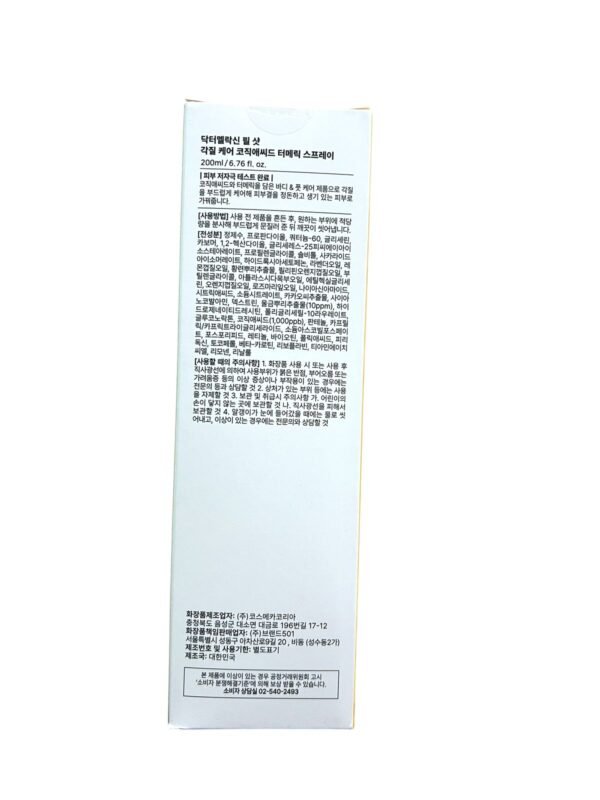 닥터엘락신 필 샷
각질 케어 코직애씨드 터메릭 스프레이
200ml / 6.76 fl. oz.
| 피부 저자극 테스트 완료 |
코직애씨드와 터메릭을 담은 바디 & 풋 케어 제품으로 각질
을 부드럽게 케어해 피부결을 정돈하고 생기 있는 피부로
가꿔줍니다.
[사용방법] 사용 전 제품을 흔든 후, 원하는 부위에 적당
량을 분사해 부드럽게 문질러 준 뒤 깨끗이 씻어냅니다.
[전성분] 정제수, 프로판다이올, 쿼터늄-60, 글리세린,
카보머, 1,2-헥산다이올, 글리세레스-25피씨에이아이
소스테아레이트, 프로필렌글라이콜, 솔비톨, 사카라이드
아이소머레이트, 하이드록시아세토페논, 라벤더오일, 레
몬껍질오일, 황련뿌리추출물, 필리핀오렌지껍질오일, 부
틸렌글라이콜, 아틀라스시다목부오일, 에틸헥실글리세
린, 오렌지껍질오일, 로즈마리잎오일, 나이아신아마이드,
시트릭애씨드, 소듐시트레이트, 카카오씨추출물, 사이아
노코발아민, 덱스트린, 울금뿌리추출물(10ppm), 하이
드로제네이티드레시틴, 폴리글리세릴-10라우레이트,
글루코노락톤, 코직애씨드(1,000ppb), 판테놀, 카프릴
릭/카프릭트라이글리세라이드, 소듐아스코빌포스페이
트, 포스포리피드, 레티놀, 바이오틴, 폴릭애씨드, 피리
독신, 토코페롤, 베타-카로틴, 리보플라빈, 티아민에이치
씨엘, 리모넨, 리날룰
[사용할 때의 주의사항] 1. 화장품 사용 시 또는 사용 후
직사광선에 의하여 사용부위가 붉은 반점, 부어오름 또는
가려움증 등의 이상 증상이나 부작용이 있는 경우에는
전문의 등과 상담할 것 2. 상처가 있는 부위 등에는 사용
을 자제할 것 3. 보관 및 취급시 주의사항 가. 어린이의
손이 닿지 않는 곳에 보관할 것 나. 직사광선을 피해서
보관할 것 4. 알갱이가 눈에 들어갔을 때에는 물로 씻
어내고, 이상이 있는 경우에는 전문의와 상담할 것
화장품제조업자: (주)코스메카코리아
충청북도 음성군 대소면 대금로 196번길 17-12
화장품책임판매업자: (주)브랜드501
서울특별시 성동구 아차산로9길 20 , 비동 (성수동2가)
제조번호 및 사용기한: 별도표기
제조국: 대한민국
본 제품에 이상이 있는 경우 공정거래위원회 고시
‘소비자 분쟁해결기준’에 의해 보상 받을 수 있습니다.
소비자 상담실 02-540-2493